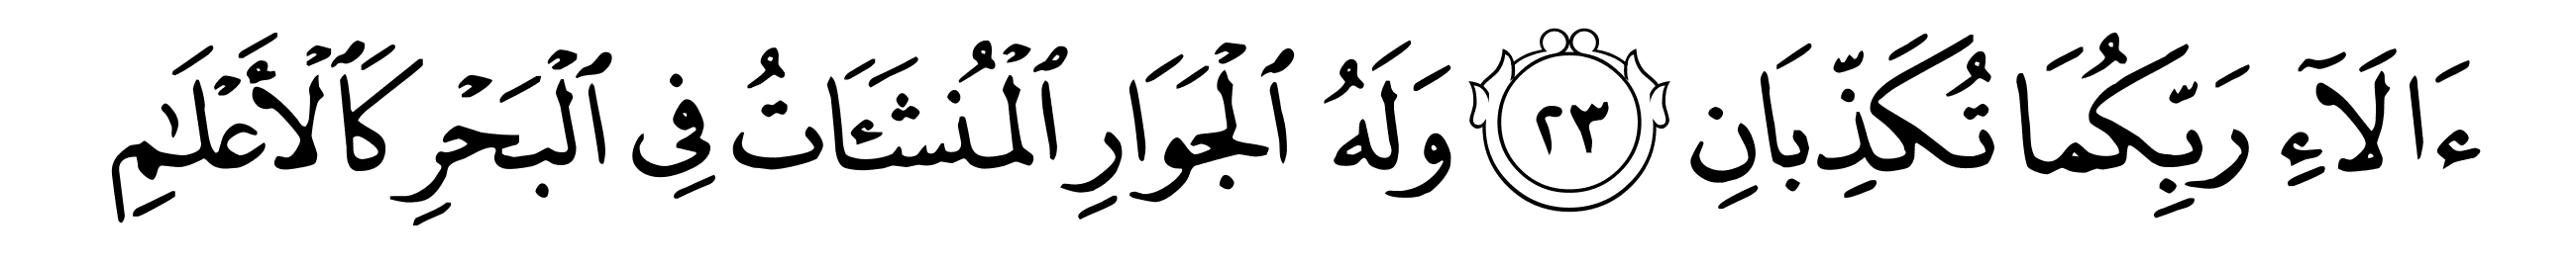 ءَالَآءِ رَبِّكُمَا تُكَذِّبَانِ ٢٣ وَلَهُ ٱلْجَوَارِ ٱلْمُنشَـَٔاتُ فِى ٱلْبَحْرِ كَٱلْأَعْلَـٰمِ